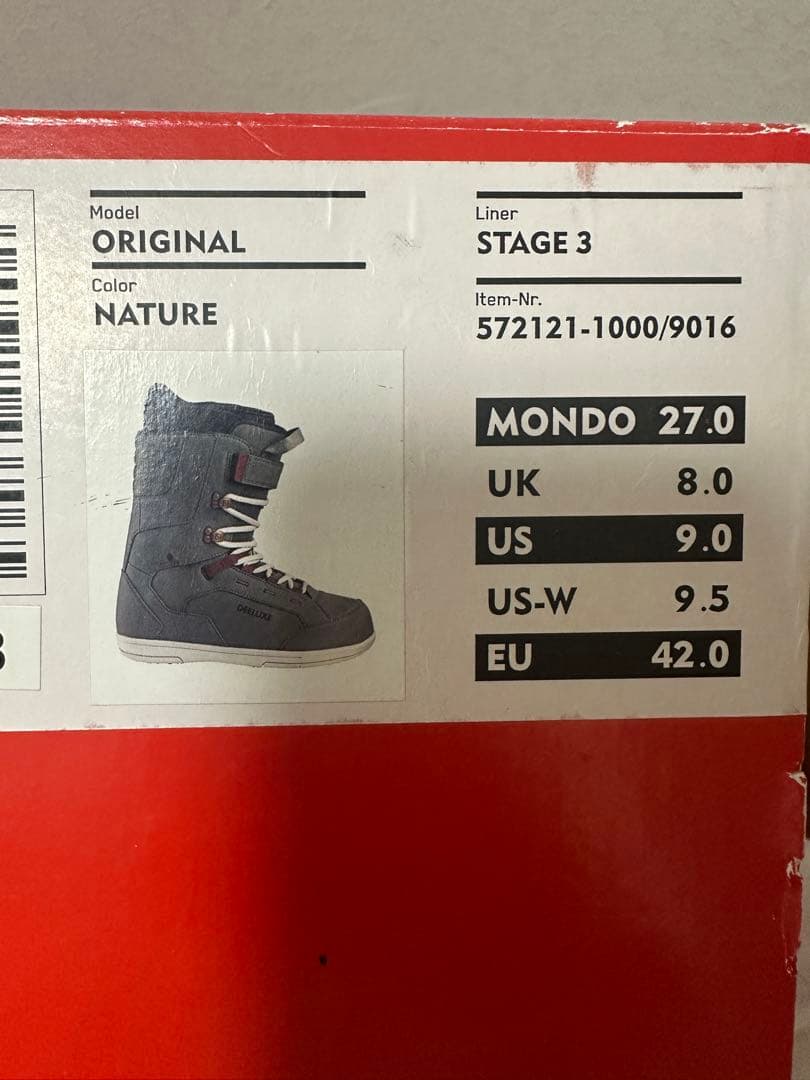 Model
ORIGINAL
Color
NATURE
DEELUXE
Liner
STAGE 3
Item-Nr.
572121-1000/9016
MONDO 27.0
UK 8.0
US 9.0
US-W 9.5
EU 42.0